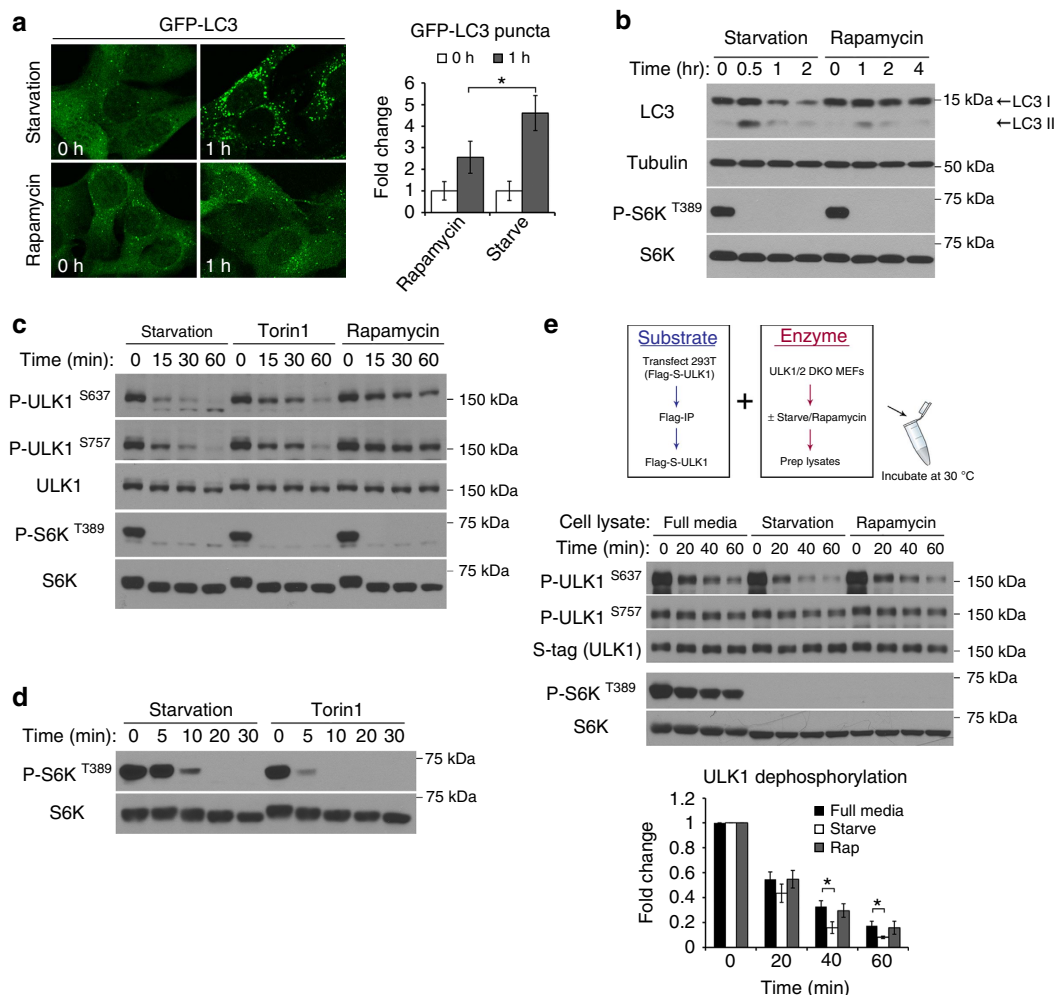 a
GFP-LC3
Starvation
0 h
1 h
Rapamycin
0 h
1 h
GFP-LC3 puncta
0 h 1 h
*
Fold change
6
5
4
3
2
1
0
Rapamycin
Starve
b
Starvation Rapamycin
Time (hr): 0 0.5 1 2 0 1 2 4
LC3
15 kDa ←LC3 I
←LC3 II
Tubulin
50 kDa
P-S6K T389
75 kDa
S6K
75 kDa
c
Starvation Torin1 Rapamycin
Time (min): 0 15 30 60 0 15 30 60 0 15 30 60
P-ULK1 S637
150 kDa
P-ULK1 S757
150 kDa
ULK1
150 kDa
P-S6K T389
75 kDa
S6K
75 kDa
d
Starvation Torin1
Time (min): 0 5 10 20 30 0 5 10 20 30
P-S6K T389
75 kDa
S6K
75 kDa
e
Substrate
Transfect 293T
(Flag-S-ULK1)
Flag-IP
Flag-S-ULK1
+
Enzyme
ULK1/2 DKO MEFs
± Starve/Rapamycin
Prep lysates
Incubate at 30 °C
Cell lysate: Full media Starvation Rapamycin
Time (min): 0 20 40 60 0 20 40 60 0 20 40 60
P-ULK1 S637
150 kDa
P-ULK1 S757
150 kDa
S-tag (ULK1)
150 kDa
P-S6K T389
75 kDa
S6K
75 kDa
ULK1 dephosphorylation
Full media
Starve
Rap
*
*
Fold change
1.2
1
0.8
0.6
0.4
0.2
0
0 20 40 60
Time (min)